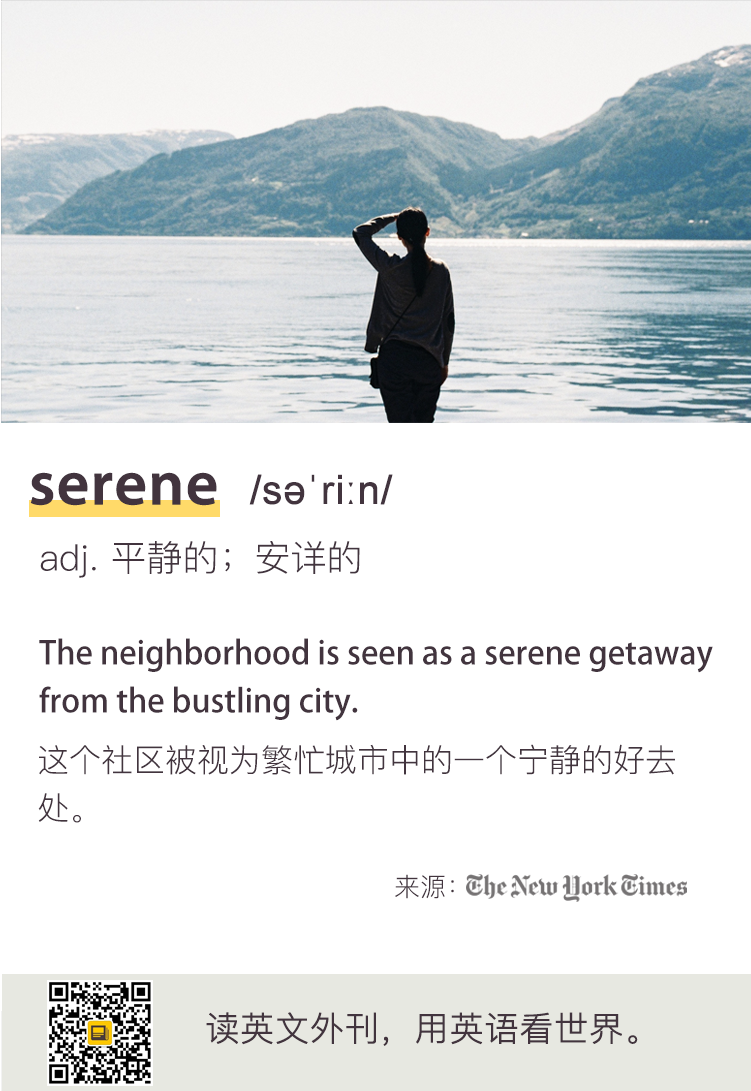 serene /səˈriːn/
adj. 平静的；安详的
The neighborhood is seen as a serene getaway
from the bustling city.
这个社区被视为繁忙城市中的一个宁静的好去
处。
来源：The New York Times
读英文外刊，用英语看世界。